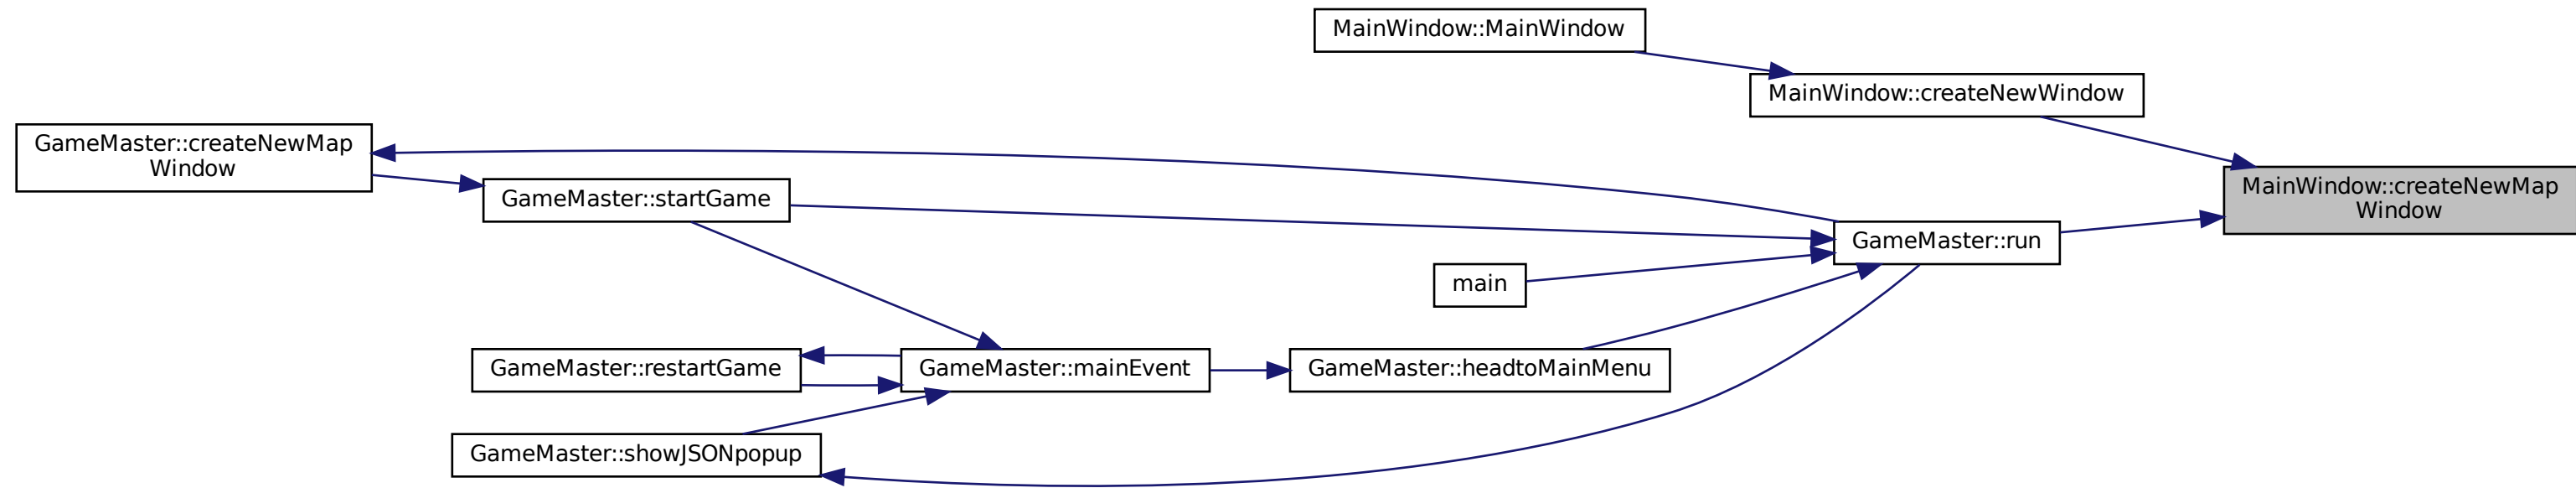 MainWindow::MainWindow
MainWindow::createNewWindow
GameMaster::createNewMap
Window
MainWindow::createNewMap
Window
GameMaster::startGame
GameMaster::run
main
GameMaster::restartGame
GameMaster::mainEvent
GameMaster::headtoMainMenu
GameMaster::showJSONpopup